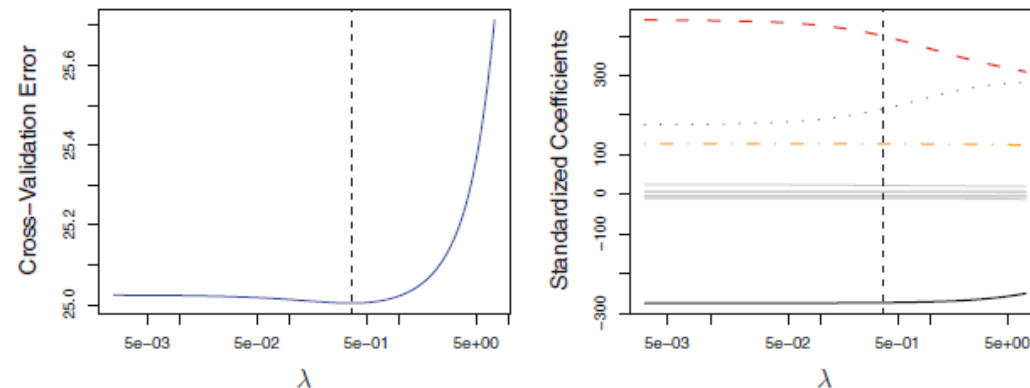 Cross-Validation Error
25.6
25.4
25.2
25.0
5e-03 5e-02 5e-01 5e+00
λ
Standardized Coefficients
300
100
0
-100
-300
5e-03 5e-02 5e-01 5e+00
λ